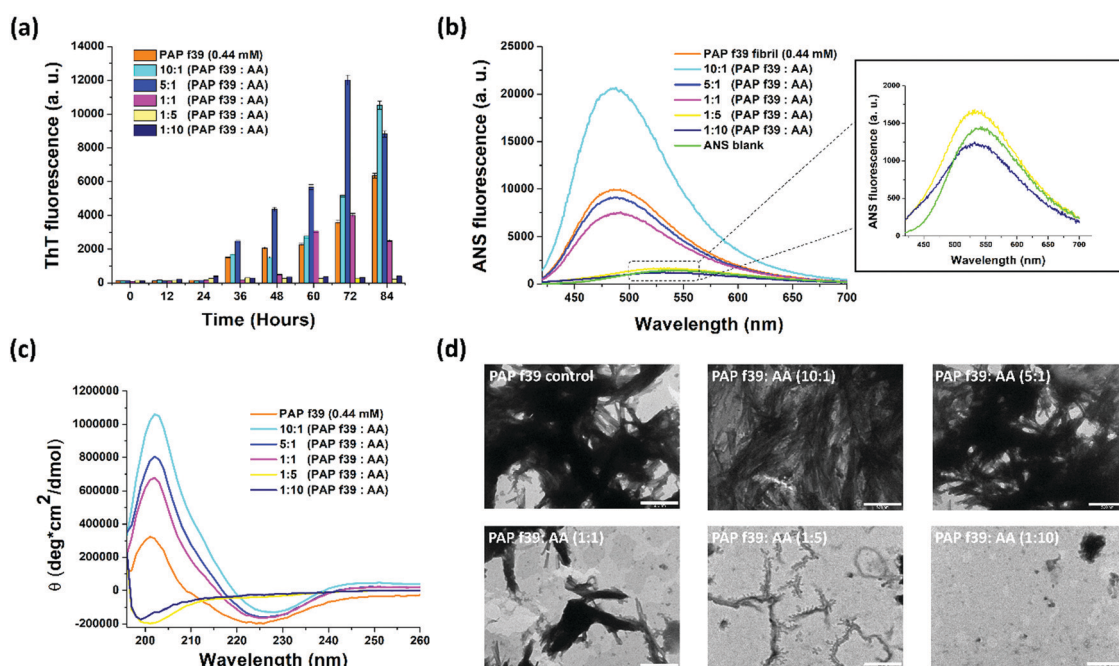 (a)
14000
12000
10000
8000
6000
4000
2000
0
ThT fluorescence (a. u.)
PAP f39 (0.44 mM)
10:1 (PAP f39 : AA)
5:1 (PAP f39 : AA)
1:1 (PAP f39 : AA)
1:5 (PAP f39 : AA)
1:10 (PAP f39 : AA)
0 12 24 36 48 60 72 84
Time (Hours)
(b)
25000
20000
15000
10000
5000
0
ANS fluorescence (a. u.)
PAP f39 fibril (0.44 mM)
10:1 (PAP f39 : AA)
5:1 (PAP f39 : AA)
1:1 (PAP f39 : AA)
1:5 (PAP f39 : AA)
1:10 (PAP f39 : AA)
ANS blank
450 500 550 600 650 700
Wavelength (nm)
2000
1500
1000
500
0
ANS fluorescence (a. u.)
450 500 550 600 650 700
Wavelength (nm)
(c)
1200000
1000000
800000
600000
400000
200000
0
-200000
-400000
θ (deg*cm2/dmol)
PAP f39 (0.44 mM)
10:1 (PAP f39 : AA)
5:1 (PAP f39 : AA)
1:1 (PAP f39 : AA)
1:5 (PAP f39 : AA)
1:10 (PAP f39 : AA)
200 210 220 230 240 250 260
Wavelength (nm)
(d)
PAP f39 control
PAP f39: AA (10:1)
PAP f39: AA (5:1)
PAP f39: AA (1:1)
PAP f39: AA (1:5)
PAP f39: AA (1:10)